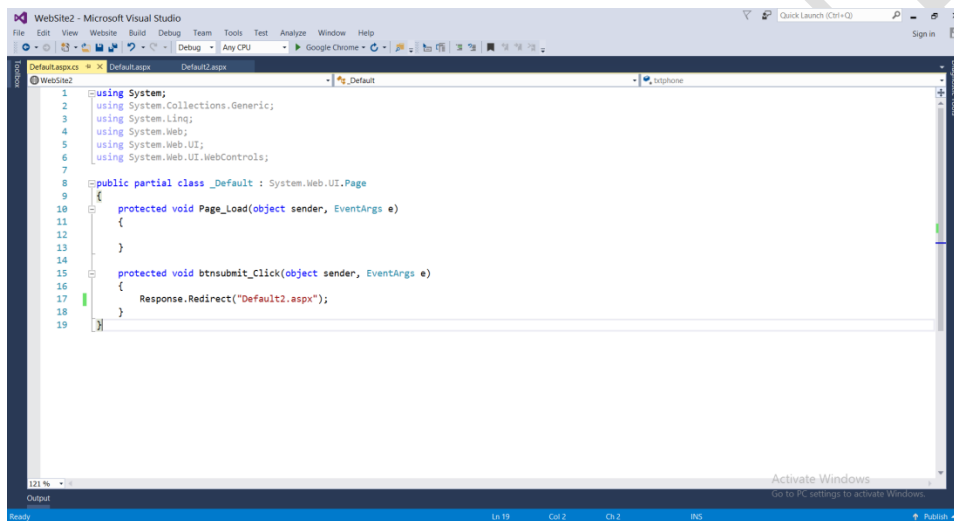 WebSite2 - Microsoft Visual Studio
Quick Launch (Ctrl+Q)
File Edit View Website Build Debug Team Tools Test Analyze Window Help
Sign in
Debug Any CPU Google Chrome
Toolbox
Default.aspx.cs Default.aspx Default2.aspx
WebSite2 _Default txtphone
1 using System;
2 using System.Collections.Generic;
3 using System.Linq;
4 using System.Web;
5 using System.Web.UI;
6 using System.Web.UI.WebControls;
7
8 public partial class _Default : System.Web.UI.Page
9 {
10 protected void Page_Load(object sender, EventArgs e)
11 {
12
13 }
14
15 protected void btnsubmit_Click(object sender, EventArgs e)
16 {
17 Response.Redirect("Default2.aspx");
18 }
19 }
121 %
Activate Windows
Go to PC settings to activate Windows.
Output
Ready Ln 19 Col 2 Ch 2 INS Publish